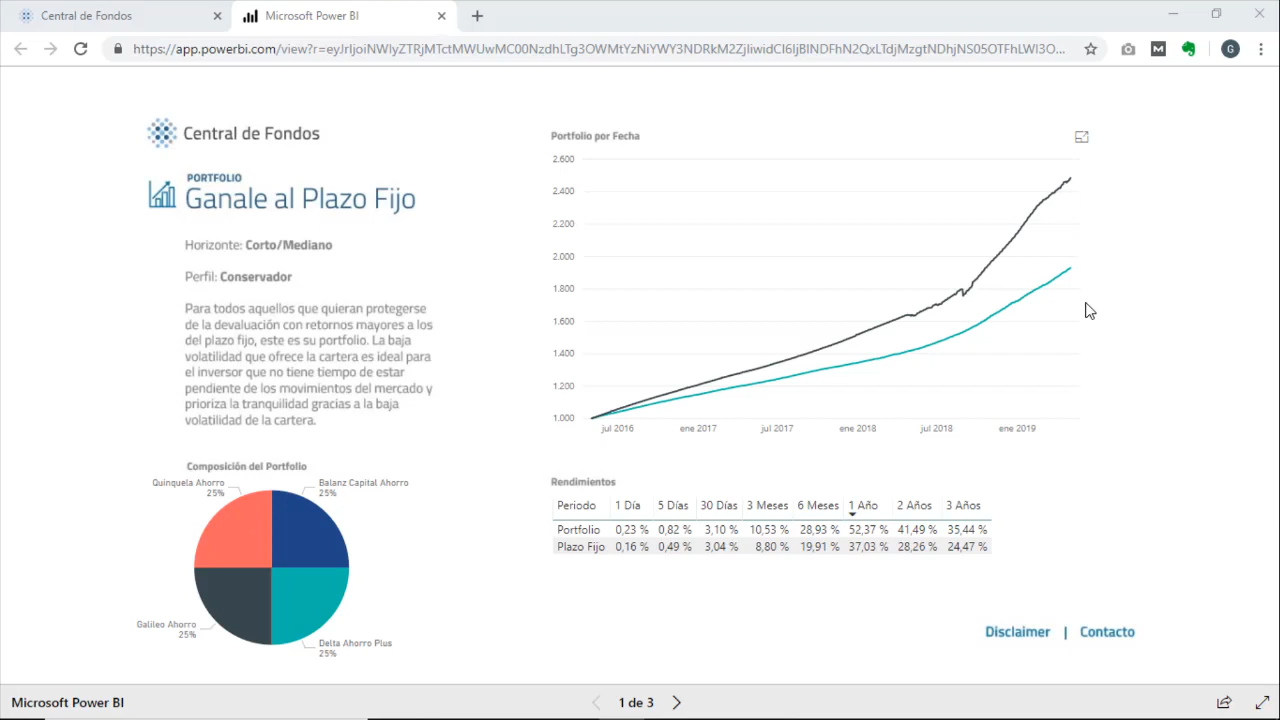 Central de Fondos
Microsoft Power BI
Central de Fondos
PORTFOLIO
Ganale al Plazo Fijo
Horizonte: Corto/Mediano
Perfil: Conservador
Para todos aquellos que quieran protegerse
de la devaluación con retornos mayores a los
del plazo fijo, este es su portfolio. La baja
volatilidad que ofrece la cartera es ideal para
el inversor que no tiene tiempo de estar
pendiente de los movimientos del mercado y
prioriza la tranquilidad gracias a la baja
volatilidad de la cartera.
Composición del Portfolio
Quinquela Ahorro
25%
Balanz Capital Ahorro
25%
Galileo Ahorro
25%
Delta Ahorro Plus
25%
Portfolio por Fecha
2.600
2.400
2.200
2.000
1.800
1.600
1.400
1.200
1.000
jul 2016 ene 2017 jul 2017 ene 2018 jul 2018 ene 2019
Rendimientos
Periodo 1 Día 5 Días 30 Días 3 Meses 6 Meses 1 Año 2 Años 3 Años
Portfolio 0,23 % 0,82 % 3,10 % 10,53 % 28,93 % 52,37 % 41,49 % 35,44 %
Plazo Fijo 0,16 % 0,49 % 3,04 % 8,80 % 19,91 % 37,03 % 28,26 % 24,47 %
Disclaimer | Contacto
Microsoft Power BI
1 de 3